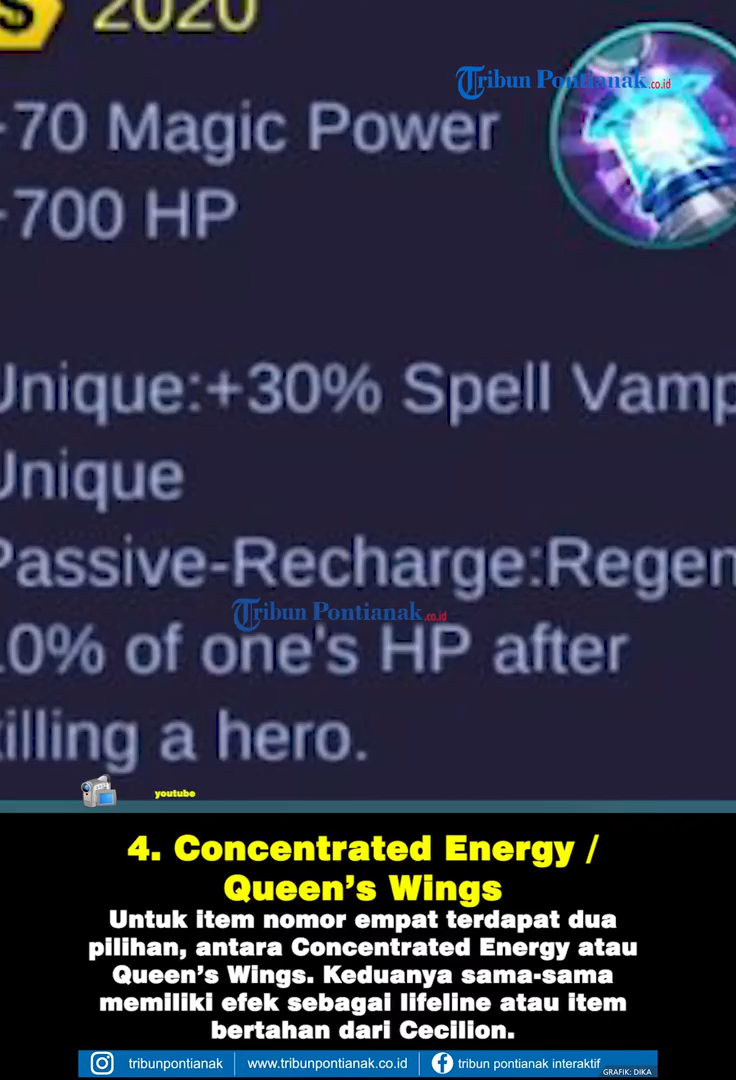 2020
Tribun Pontianak.co.id
70 Magic Power
700 HP
Unique:+30% Spell Vamp
Unique
Passive-Recharge:Regen
0% of one's HP after
killing a hero.
Tribun Pontianak.co.id
youtube
4. Concentrated Energy /
Queen’s Wings
Untuk item nomor empat terdapat dua
pilihan, antara Concentrated Energy atau
Queen’s Wings. Keduanya sama-sama
memiliki efek sebagai lifeline atau item
bertahan dari Cecilion.
tribunpontianak www.tribunpontianak.co.id tribun pontianak interaktif
GRAFIK: DIKA